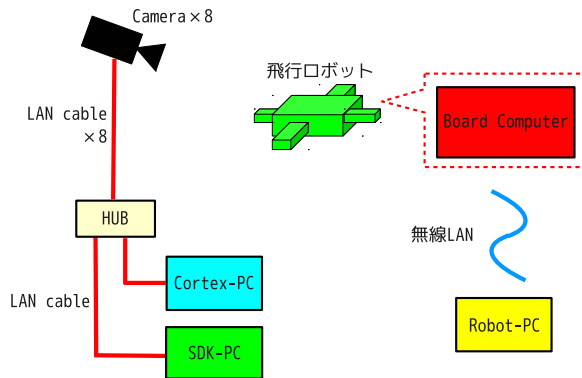 Camera×8
飛行ロボット
LAN cable
×8
Board Computer
HUB
無線LAN
Cortex-PC
LAN cable
Robot-PC
SDK-PC